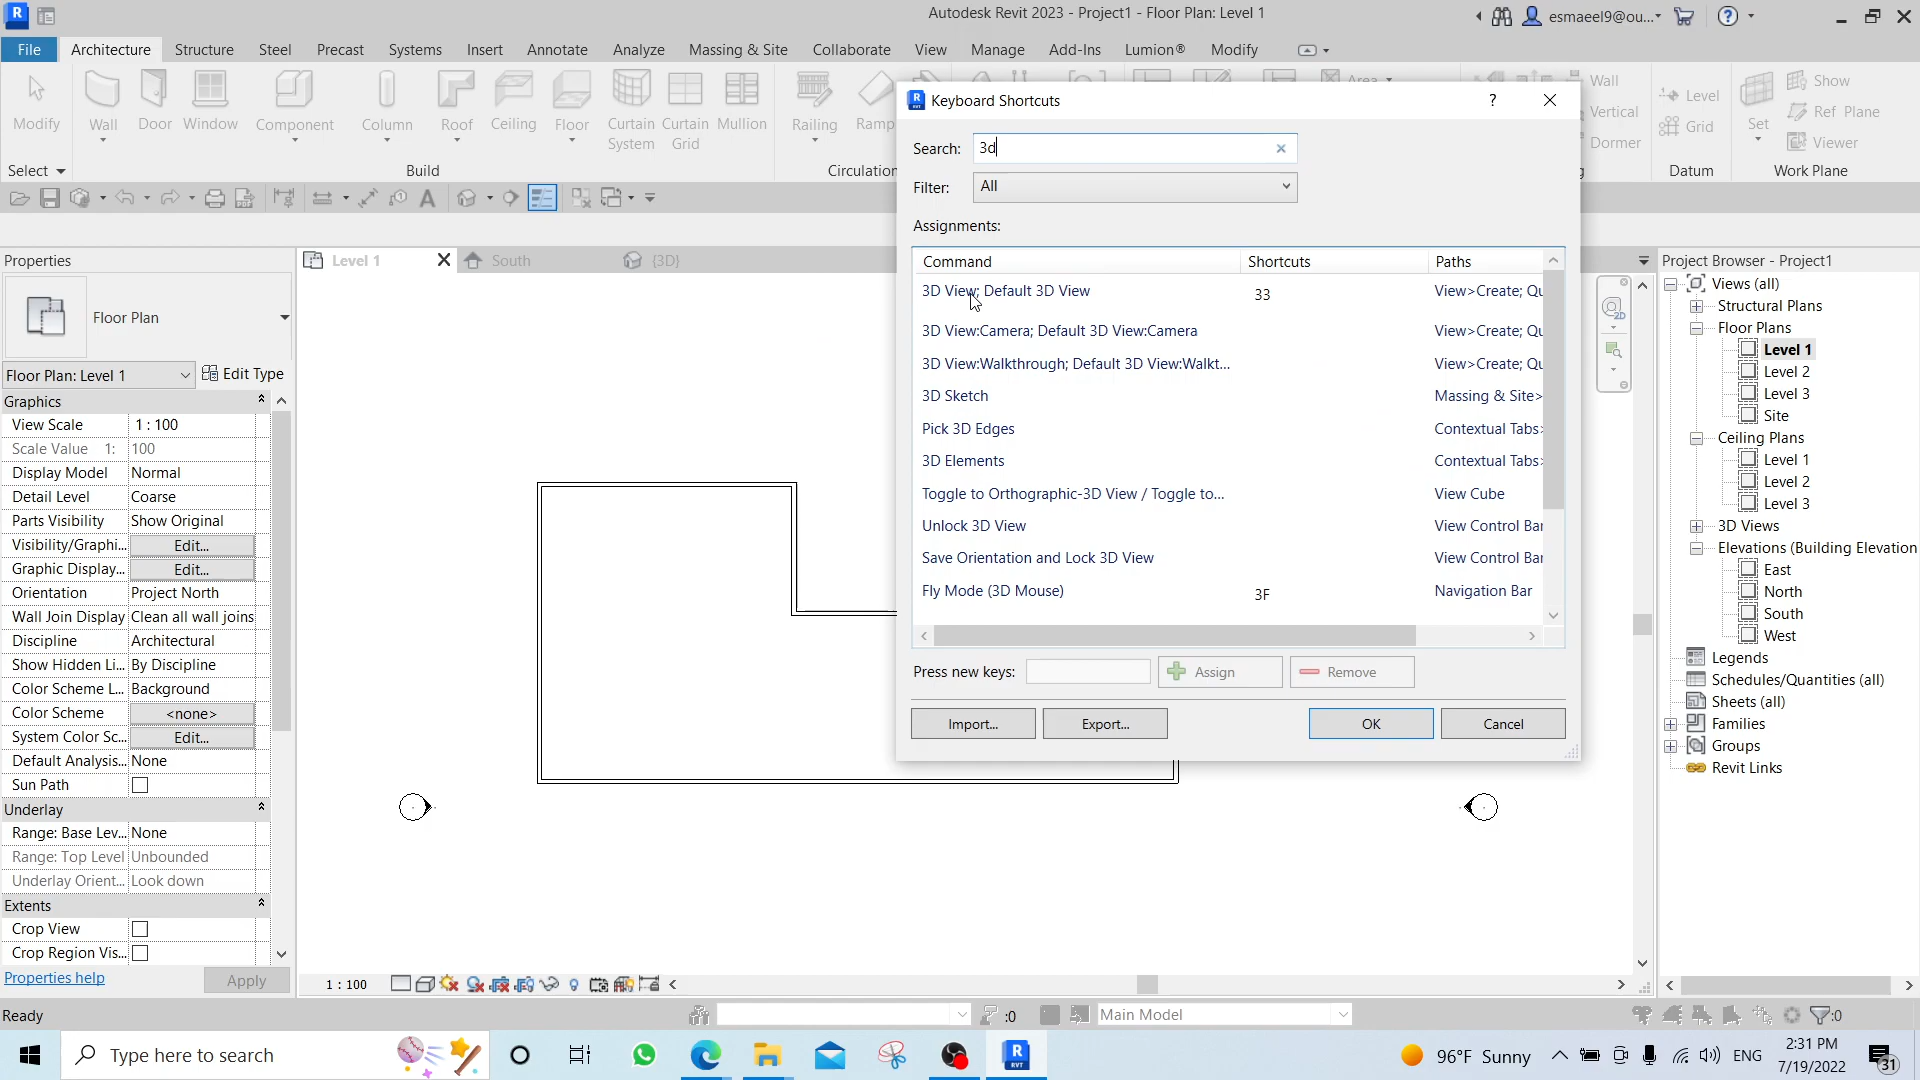 Autodesk Revit 2023 - Project1 - Floor Plan: Level 1
esmaeel9@ou...
File Architecture Structure Steel Precast Systems Insert Annotate Analyze Massing & Site Collaborate View Manage Add-Ins Lumion® Modify
Modify Wall Door Window Component Column Roof Ceiling Floor Curtain System Curtain Grid Mullion Railing Ramp
Area Wall Vertical Dormer Level Grid Set Show Ref Plane Viewer
Select Build Circulation Datum Work Plane
Level 1 South {3D}
Properties
Floor Plan
Floor Plan: Level 1 Edit Type
Graphics
View Scale 1 : 100
Scale Value 1: 100
Display Model Normal
Detail Level Coarse
Parts Visibility Show Original
Visibility/Graphi... Edit...
Graphic Display... Edit...
Orientation Project North
Wall Join Display Clean all wall joins
Discipline Architectural
Show Hidden Li... By Discipline
Color Scheme L... Background
Color Scheme <none>
System Color Sc... Edit...
Default Analysis... None
Sun Path
Underlay
Range: Base Lev... None
Range: Top Level Unbounded
Underlay Orient... Look down
Extents
Crop View
Crop Region Vis...
Properties help Apply
Keyboard Shortcuts
?
Search: 3d
Filter: All
Assignments:
Command Shortcuts Paths
3D View; Default 3D View 33 View>Create; Qu
3D View:Camera; Default 3D View:Camera View>Create; Qu
3D View:Walkthrough; Default 3D View:Walkt... View>Create; Qu
3D Sketch Massing & Site>
Pick 3D Edges Contextual Tabs>
3D Elements Contextual Tabs>
Toggle to Orthographic-3D View / Toggle to... View Cube
Unlock 3D View View Control Bar
Save Orientation and Lock 3D View View Control Bar
Fly Mode (3D Mouse) 3F Navigation Bar
Press new keys: Assign Remove
Import... Export... OK Cancel
2D
Project Browser - Project1
Views (all)
Structural Plans
Floor Plans
Level 1
Level 2
Level 3
Site
Ceiling Plans
Level 1
Level 2
Level 3
3D Views
Elevations (Building Elevation
East
North
South
West
Legends
Schedules/Quantities (all)
Sheets (all)
Families
Groups
Revit Links
1 : 100
Ready :0 Main Model :0
Type here to search
96°F Sunny ENG 2:31 PM
7/19/2022
31